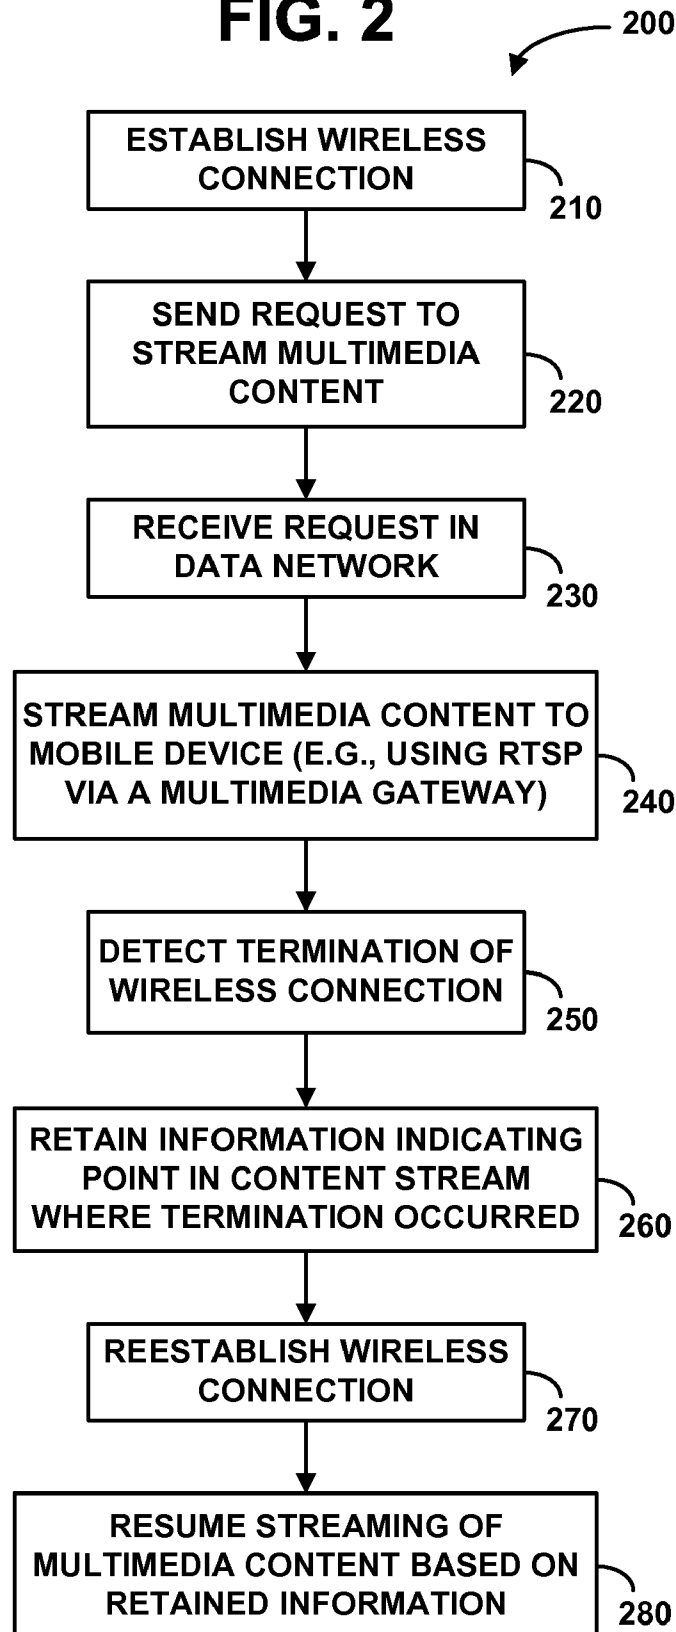 FIG. 2
200
ESTABLISH WIRELESS
CONNECTION
210
SEND REQUEST TO
STREAM MULTIMEDIA
CONTENT
220
RECEIVE REQUEST IN
DATA NETWORK
230
STREAM MULTIMEDIA CONTENT TO
MOBILE DEVICE (E.G., USING RTSP
VIA A MULTIMEDIA GATEWAY)
240
DETECT TERMINATION OF
WIRELESS CONNECTION
250
RETAIN INFORMATION INDICATING
POINT IN CONTENT STREAM
WHERE TERMINATION OCCURRED
260
REESTABLISH WIRELESS
CONNECTION
270
RESUME STREAMING OF
MULTIMEDIA CONTENT BASED ON
RETAINED INFORMATION
280